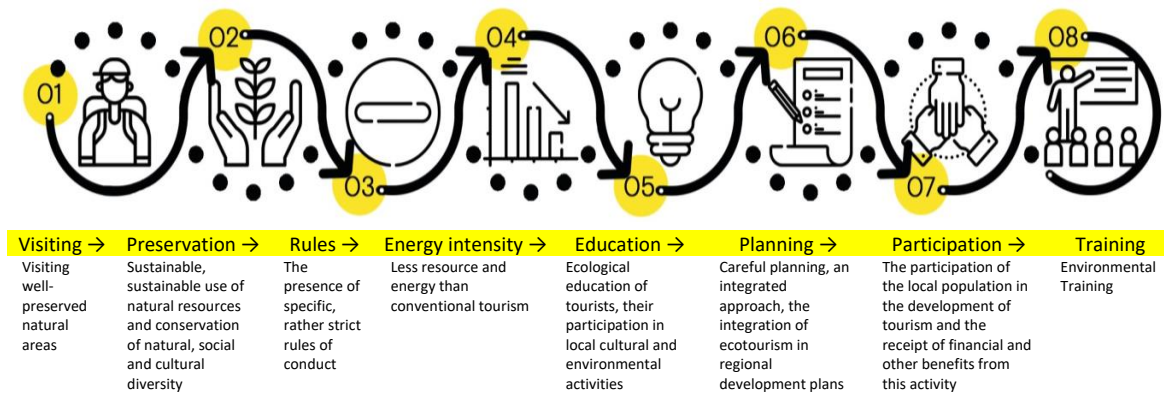 01
02
03
04
05
06
07
08
Visiting → Preservation → Rules → Energy intensity → Education → Planning → Participation → Training
Visiting
well-
preserved
natural
areas
Sustainable,
sustainable use of
natural resources
and conservation
of natural, social
and cultural
diversity
The
presence of
specific,
rather strict
rules of
conduct
Less resource and
energy than
conventional tourism
Ecological
education of
tourists, their
participation in
local cultural and
environmental
activities
Careful planning, an
integrated
approach, the
integration of
ecotourism in
regional
development plans
The participation of
the local population in
the development of
tourism and the
receipt of financial and
other benefits from
this activity
Environmental
Training